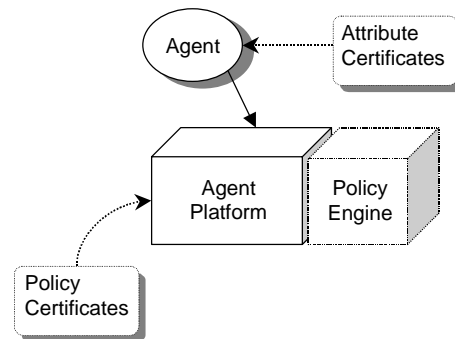 Agent
Attribute
Certificates
Agent
Platform
Policy
Engine
Policy
Certificates